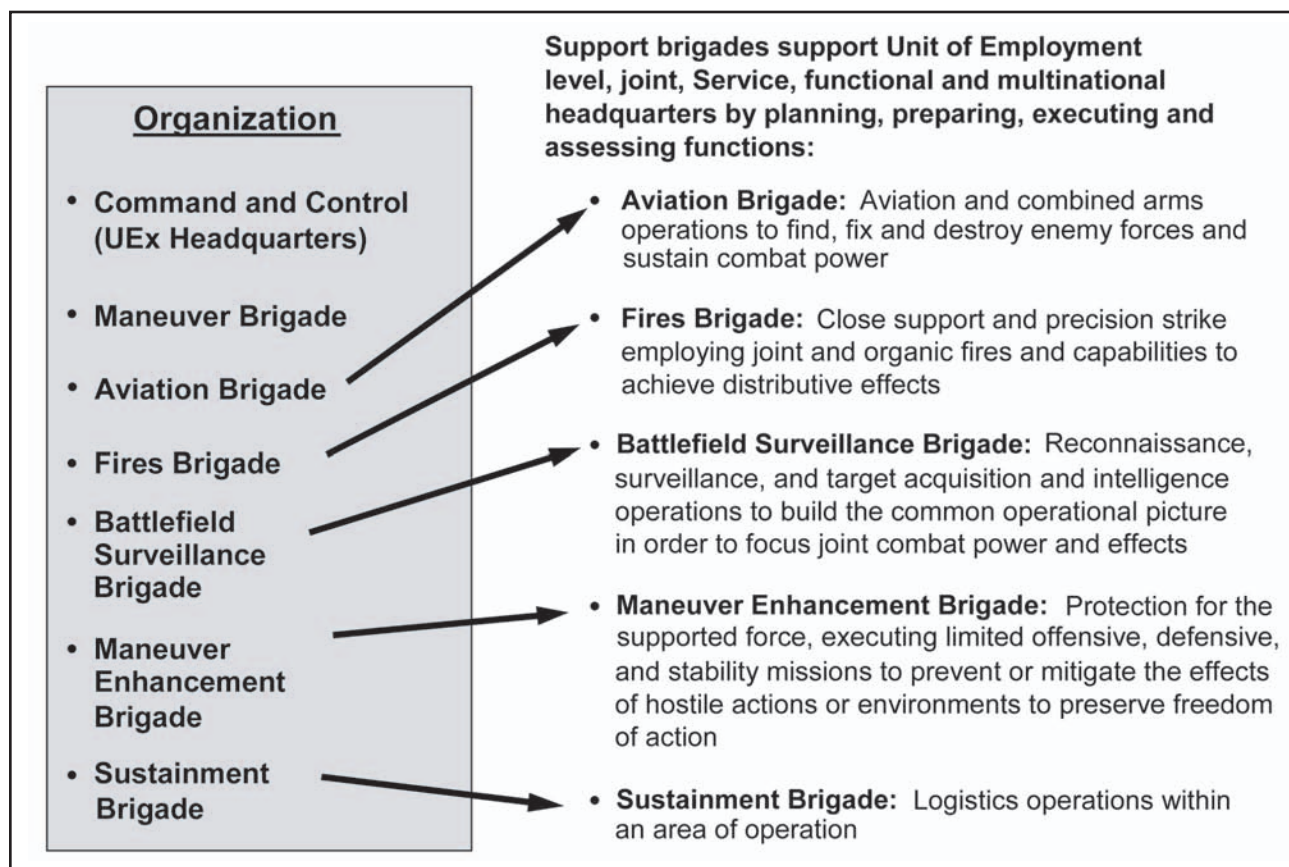 Support brigades support Unit of Employment
level, joint, Service, functional and multinational
headquarters by planning, preparing, executing and
assessing functions:
Organization
• Command and Control
(UEx Headquarters)
• Maneuver Brigade
• Aviation Brigade
• Fires Brigade
• Battlefield
Surveillance
Brigade
• Maneuver
Enhancement
Brigade
• Sustainment
Brigade
• Aviation Brigade: Aviation and combined arms
operations to find, fix and destroy enemy forces and
sustain combat power
• Fires Brigade: Close support and precision strike
employing joint and organic fires and capabilities to
achieve distributive effects
• Battlefield Surveillance Brigade: Reconnaissance,
surveillance, and target acquisition and intelligence
operations to build the common operational picture
in order to focus joint combat power and effects
• Maneuver Enhancement Brigade: Protection for the
supported force, executing limited offensive, defensive,
and stability missions to prevent or mitigate the effects
of hostile actions or environments to preserve freedom
of action
• Sustainment Brigade: Logistics operations within
an area of operation